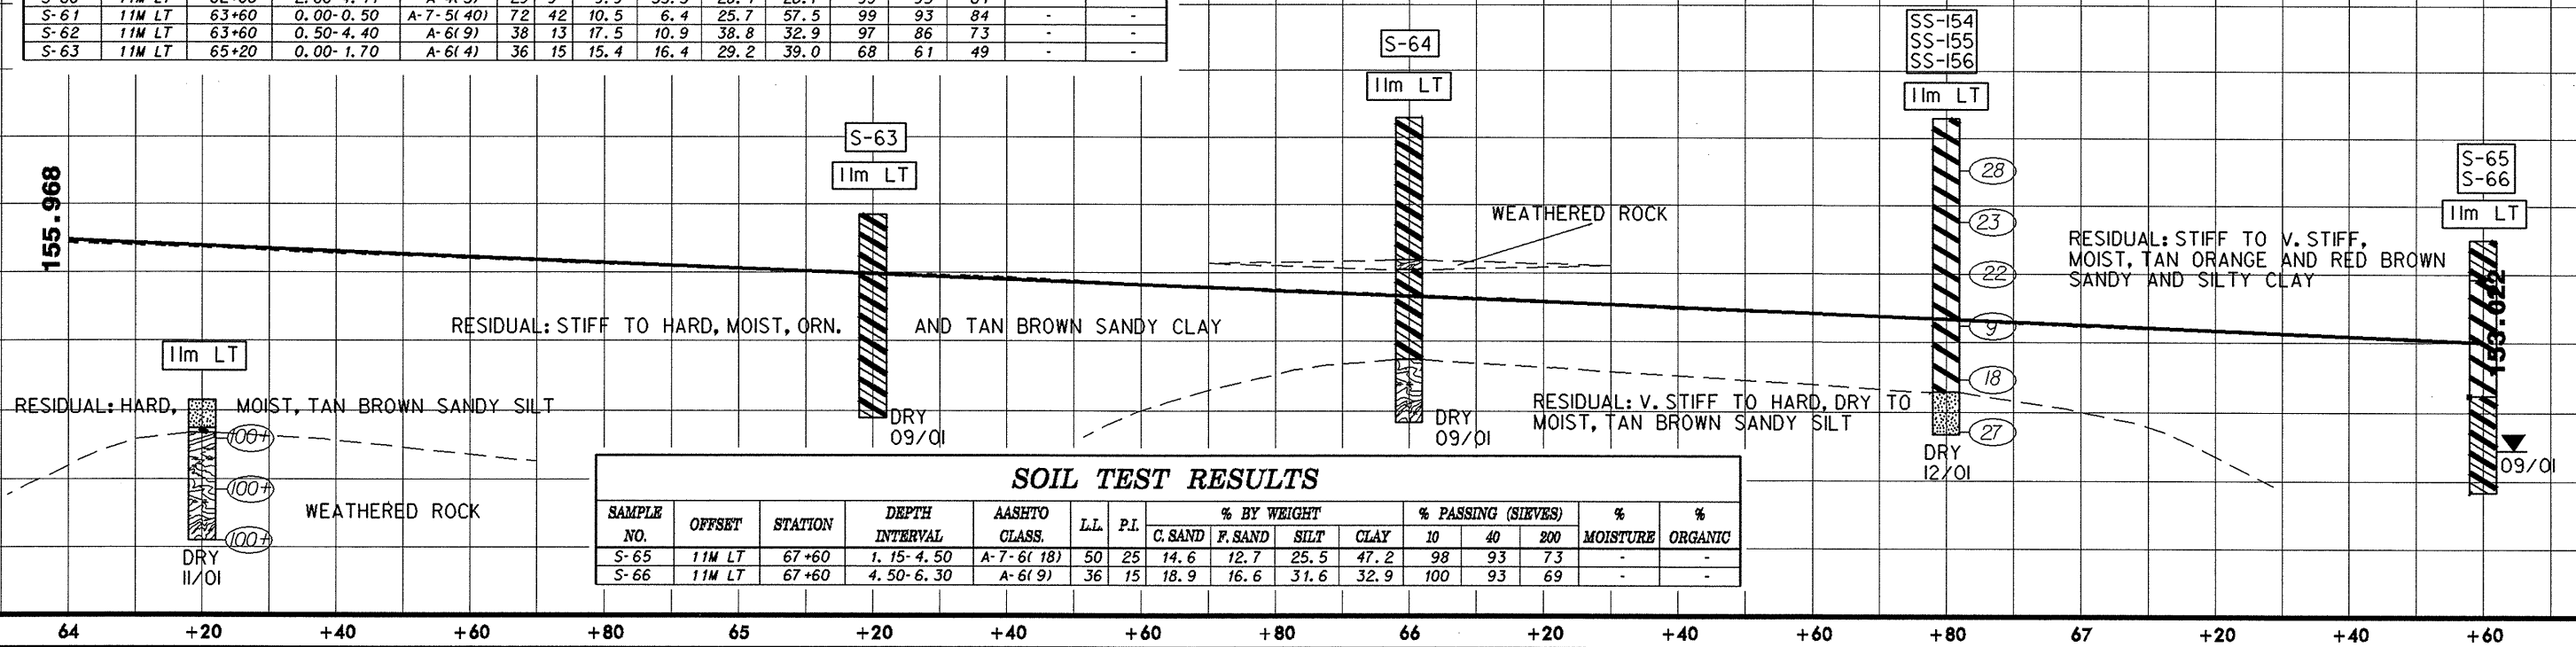 S-61 11M LT 63+60 0.00-0.50 A-7-5(40) 72 42 10.5 6.4 25.7 57.5 99 93 84 - -
S-62 11M LT 63+60 0.50-4.40 A-6(9) 38 13 17.5 10.9 38.8 32.9 97 86 73 - -
S-63 11M LT 65+20 0.00-1.70 A-6(4) 36 15 15.4 16.4 29.2 39.0 68 61 49 - -
SS-154
SS-155
SS-156
11m LT
S-64
11m LT
S-63
11m LT
S-65
S-66
11m LT
155.968
WEATHERED ROCK
28
23
22
9
18
27
RESIDUAL: STIFF TO V. STIFF,
MOIST, TAN ORANGE AND RED BROWN
SANDY AND SILTY CLAY
153.022
RESIDUAL: STIFF TO HARD, MOIST, ORN. AND TAN BROWN SANDY CLAY
11m LT
RESIDUAL: HARD, MOIST, TAN BROWN SANDY SILT
100+
100+
100+
WEATHERED ROCK
DRY
11/01
DRY
09/01
DRY
09/01
RESIDUAL: V. STIFF TO HARD, DRY TO
MOIST, TAN BROWN SANDY SILT
DRY
12/01
09/01
SOIL TEST RESULTS
SAMPLE NO. OFFSET STATION DEPTH INTERVAL AASHTO CLASS. L.L. P.I. % BY WEIGHT % PASSING (SIEVES) % MOISTURE % ORGANIC
C. SAND F. SAND SILT CLAY 10 40 200
S-65 11M LT 67+60 1.15-4.50 A-7-6(18) 50 25 14.6 12.7 25.5 47.2 98 93 73 - -
S-66 11M LT 67+60 4.50-6.30 A-6(9) 36 15 18.9 16.6 31.6 32.9 100 93 69 - -
64 +20 +40 +60 +80 65 +20 +40 +60 +80 66 +20 +40 +60 +80 67 +20 +40 +60